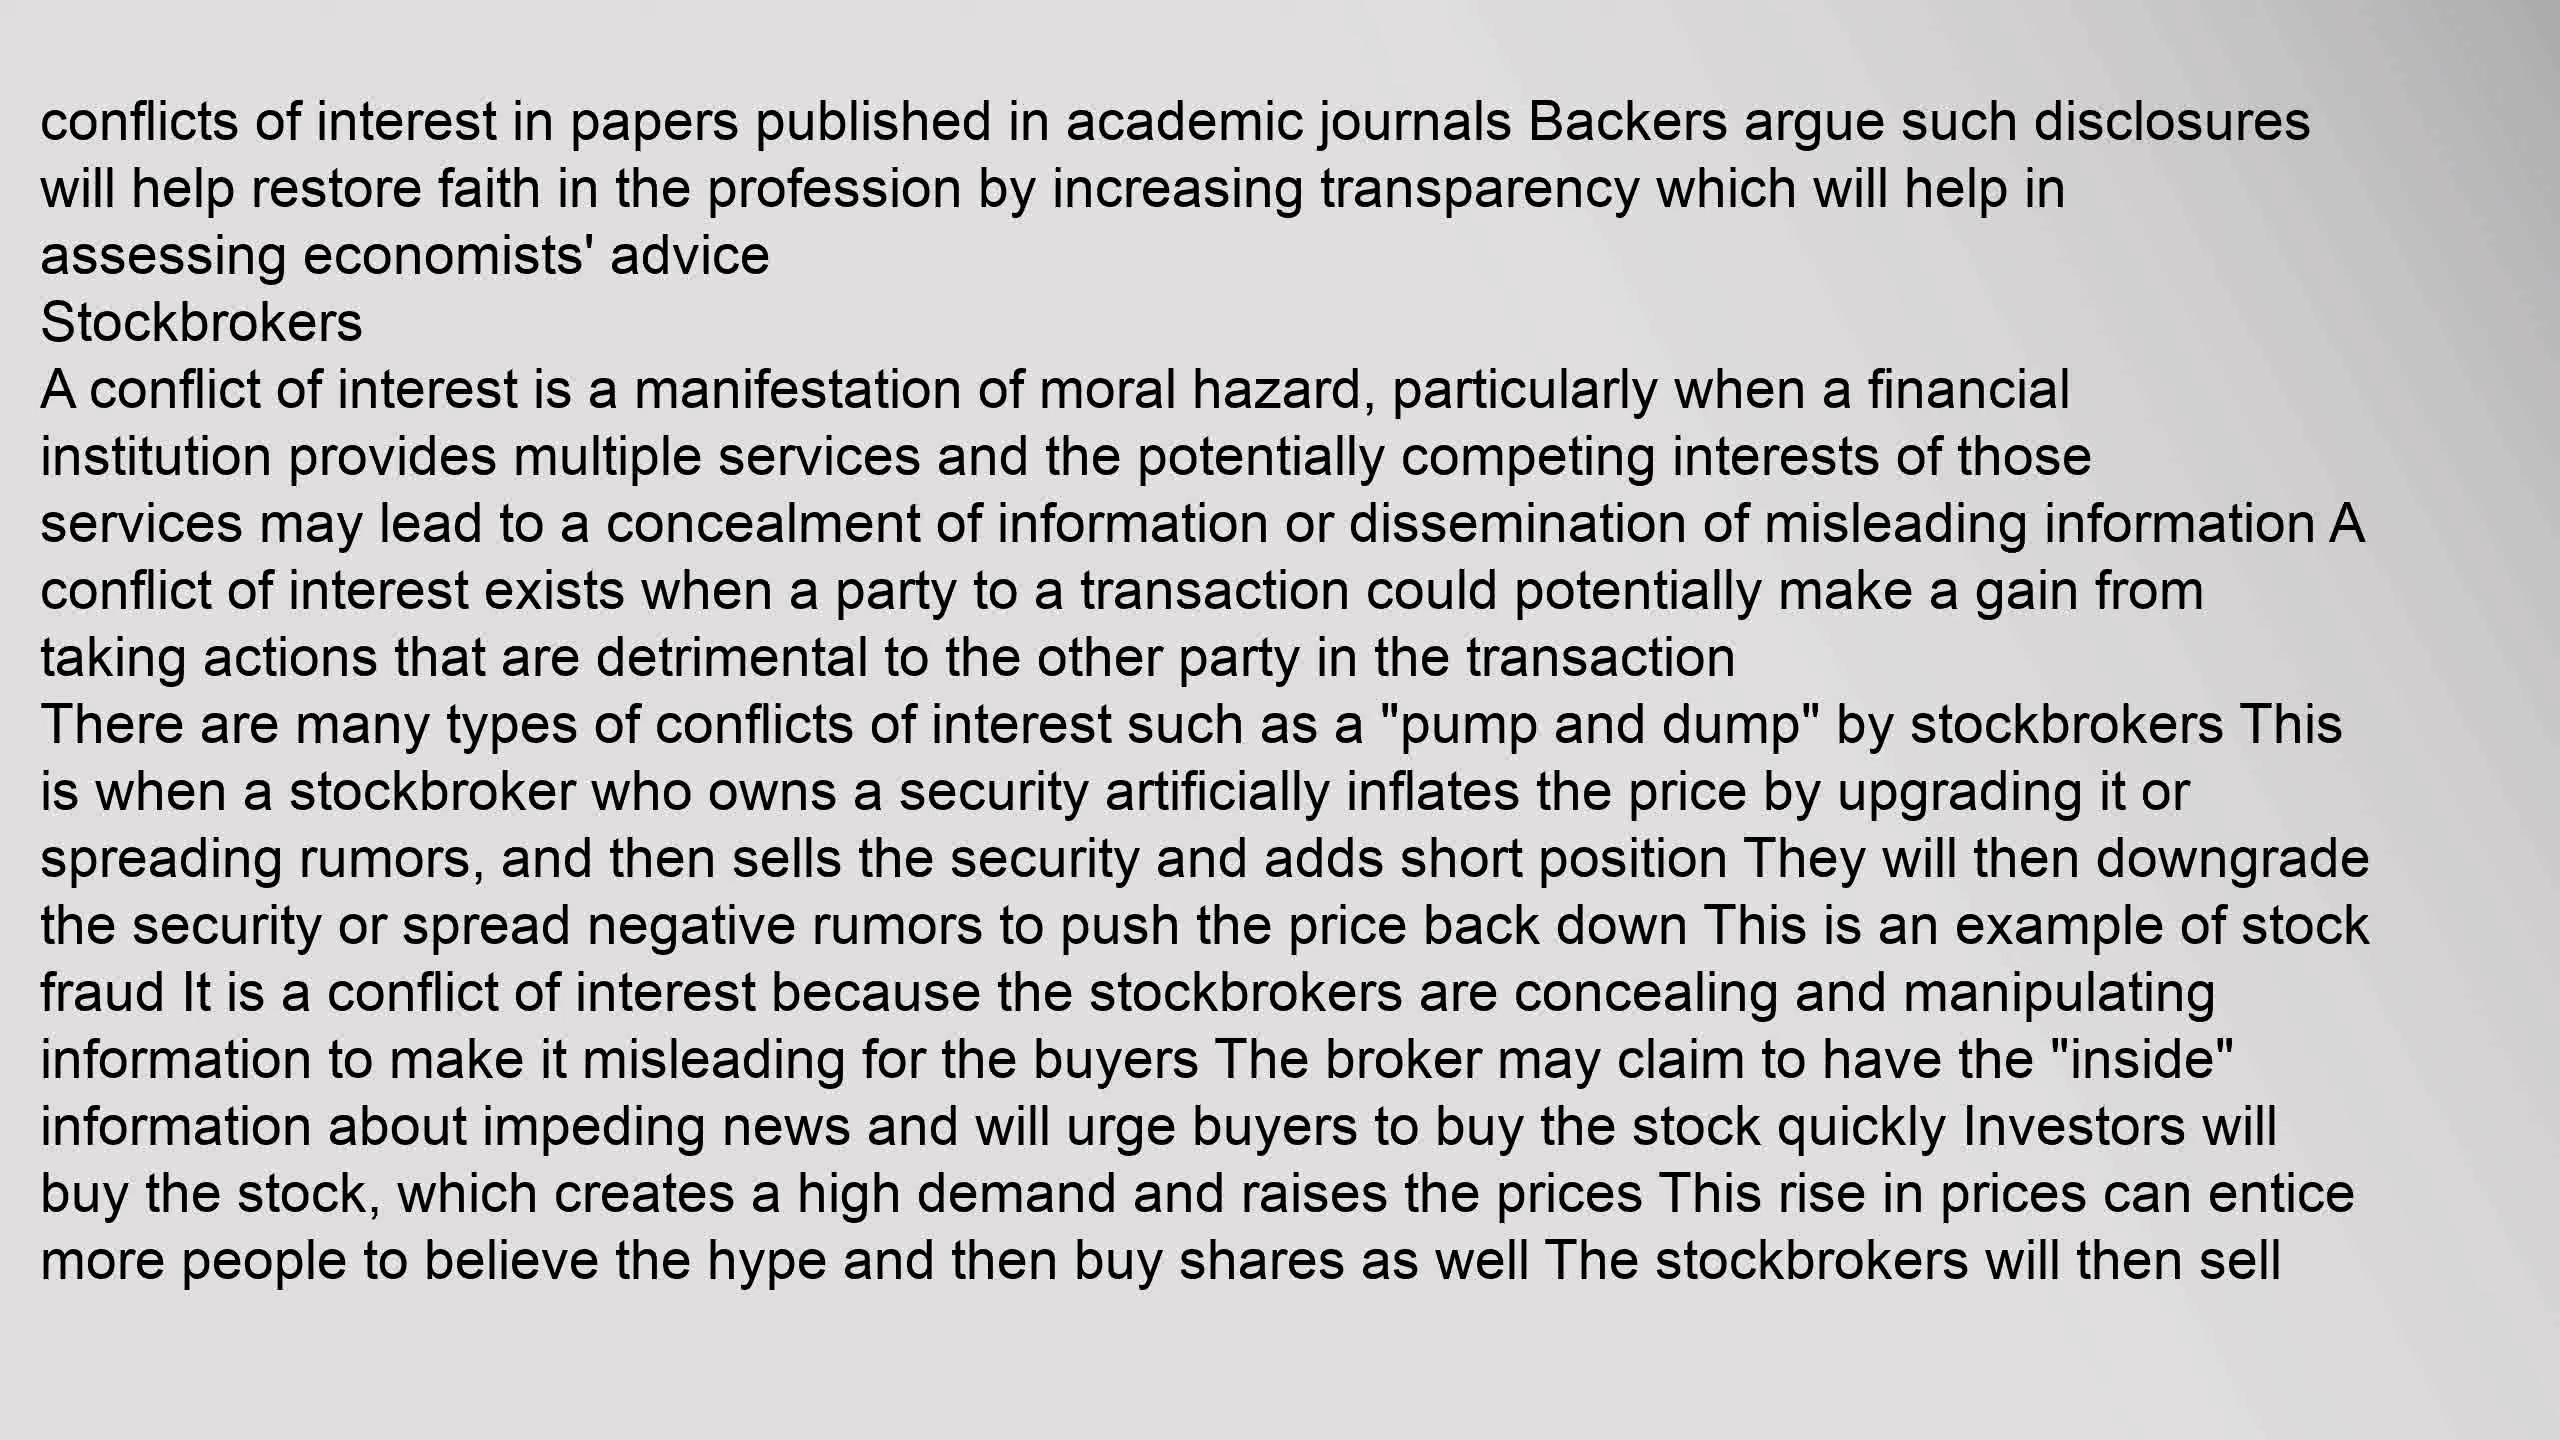 conflicts of interest in papers published in academic journals Backers argue such disclosures
will help restore faith in the profession by increasing transparency which will help in
assessing economists' advice
Stockbrokers
A conflict of interest is a manifestation of moral hazard, particularly when a financial
institution provides multiple services and the potentially competing interests of those
services may lead to a concealment of information or dissemination of misleading information A
conflict of interest exists when a party to a transaction could potentially make a gain from
taking actions that are detrimental to the other party in the transaction
There are many types of conflicts of interest such as a "pump and dump" by stockbrokers This
is when a stockbroker who owns a security artificially inflates the price by upgrading it or
spreading rumors, and then sells the security and adds short position They will then downgrade
the security or spread negative rumors to push the price back down This is an example of stock
fraud It is a conflict of interest because the stockbrokers are concealing and manipulating
information to make it misleading for the buyers The broker may claim to have the "inside"
information about impeding news and will urge buyers to buy the stock quickly Investors will
buy the stock, which creates a high demand and raises the prices This rise in prices can entice
more people to believe the hype and then buy shares as well The stockbrokers will then sell